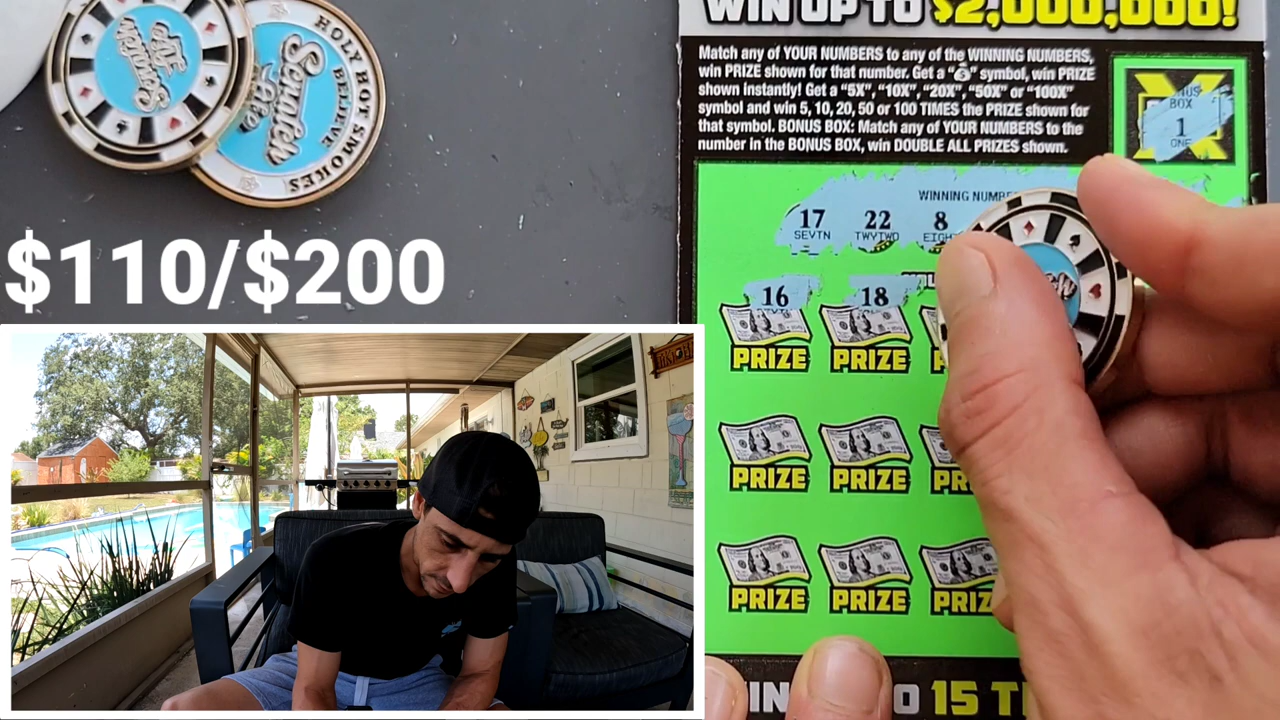 WIN UP TO $2,000,000!
Match any of YOUR NUMBERS to any of the WINNING NUMBERS,
win PRIZE shown for that number. Get a "💰" symbol, win PRIZE
shown instantly! Get a "5X", "10X", "20X", "50X" or "100X"
symbol and win 5, 10, 20, 50 or 100 TIMES the PRIZE shown for
that symbol. BONUS BOX: Match any of YOUR NUMBERS to the
number in the BONUS BOX, win DOUBLE ALL PRIZES shown.
BOX
1
ONE
HOLY HOT SMOKES
BELIEVE
$110/$200
17 22 8
SEVTN TWYTWO
16 18
PRIZE PRIZE
PRIZE PRIZE
PRIZE PRIZE
15